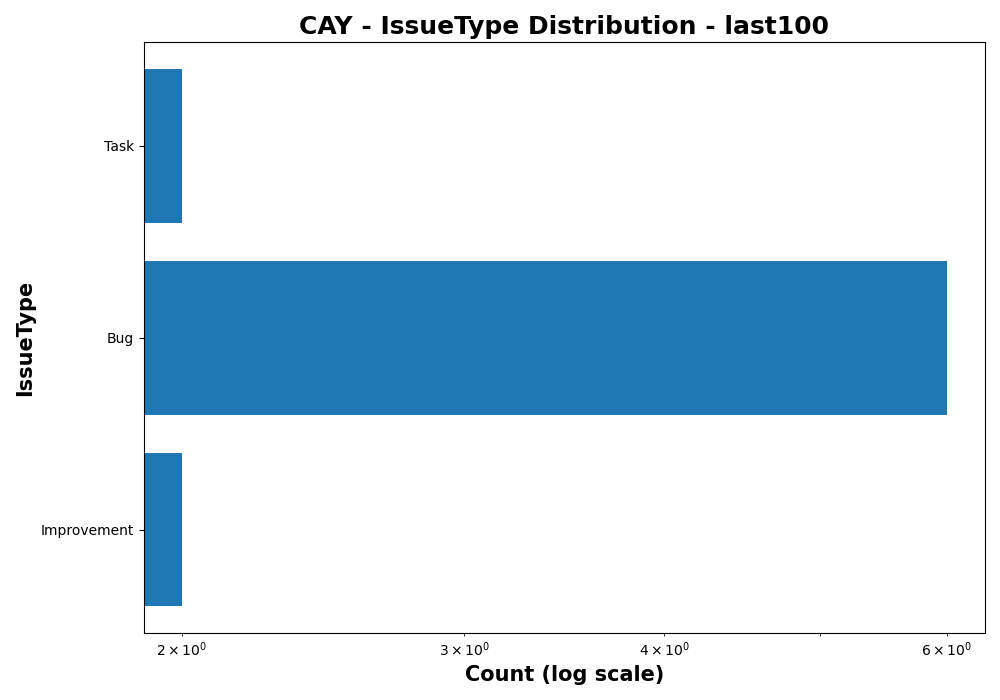 CAY - IssueType Distribution - last100
IssueType
Task
Bug
Improvement
2 × 10⁰ 3 × 10⁰ 4 × 10⁰ 6 × 10⁰
Count (log scale)